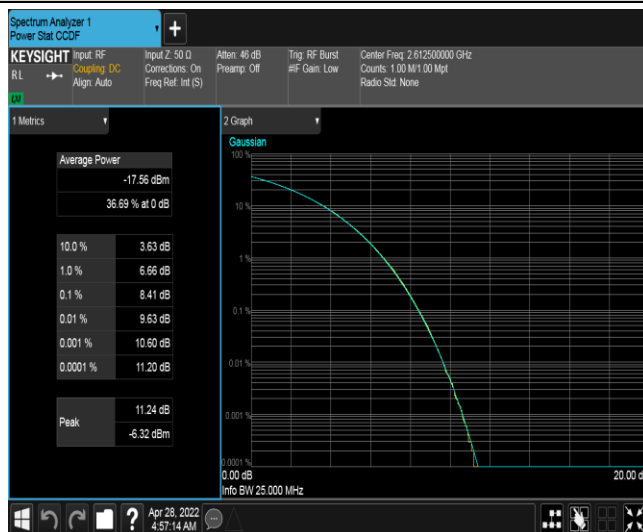 Spectrum Analyzer 1
Power Stat CCDF
+
KEYSIGHT
RL
LNI
Input: RF
Coupling: DC
Align: Auto
Input Z: 50 Ω
Corrections: On
Freq Ref: Int (S)
Atten: 46 dB
Preamp: Off
Trig: RF Burst
#IF Gain: Low
Center Freq: 2.612500000 GHz
Counts: 1.00 M/1.00 Mpt
Radio Std: None
1 Metrics
Average Power
-17.56 dBm
36.69 % at 0 dB
10.0 % 3.63 dB
1.0 % 6.66 dB
0.1 % 8.41 dB
0.01 % 9.63 dB
0.001 % 10.60 dB
0.0001 % 11.20 dB
Peak
11.24 dB
-6.32 dBm
2 Graph
Gaussian
100 %
10 %
1 %
0.1 %
0.01 %
0.001 %
0.0001 %
0.00 dB
20.00 d
Info BW 25.000 MHz
?
Apr 28, 2022
4:57:14 AM